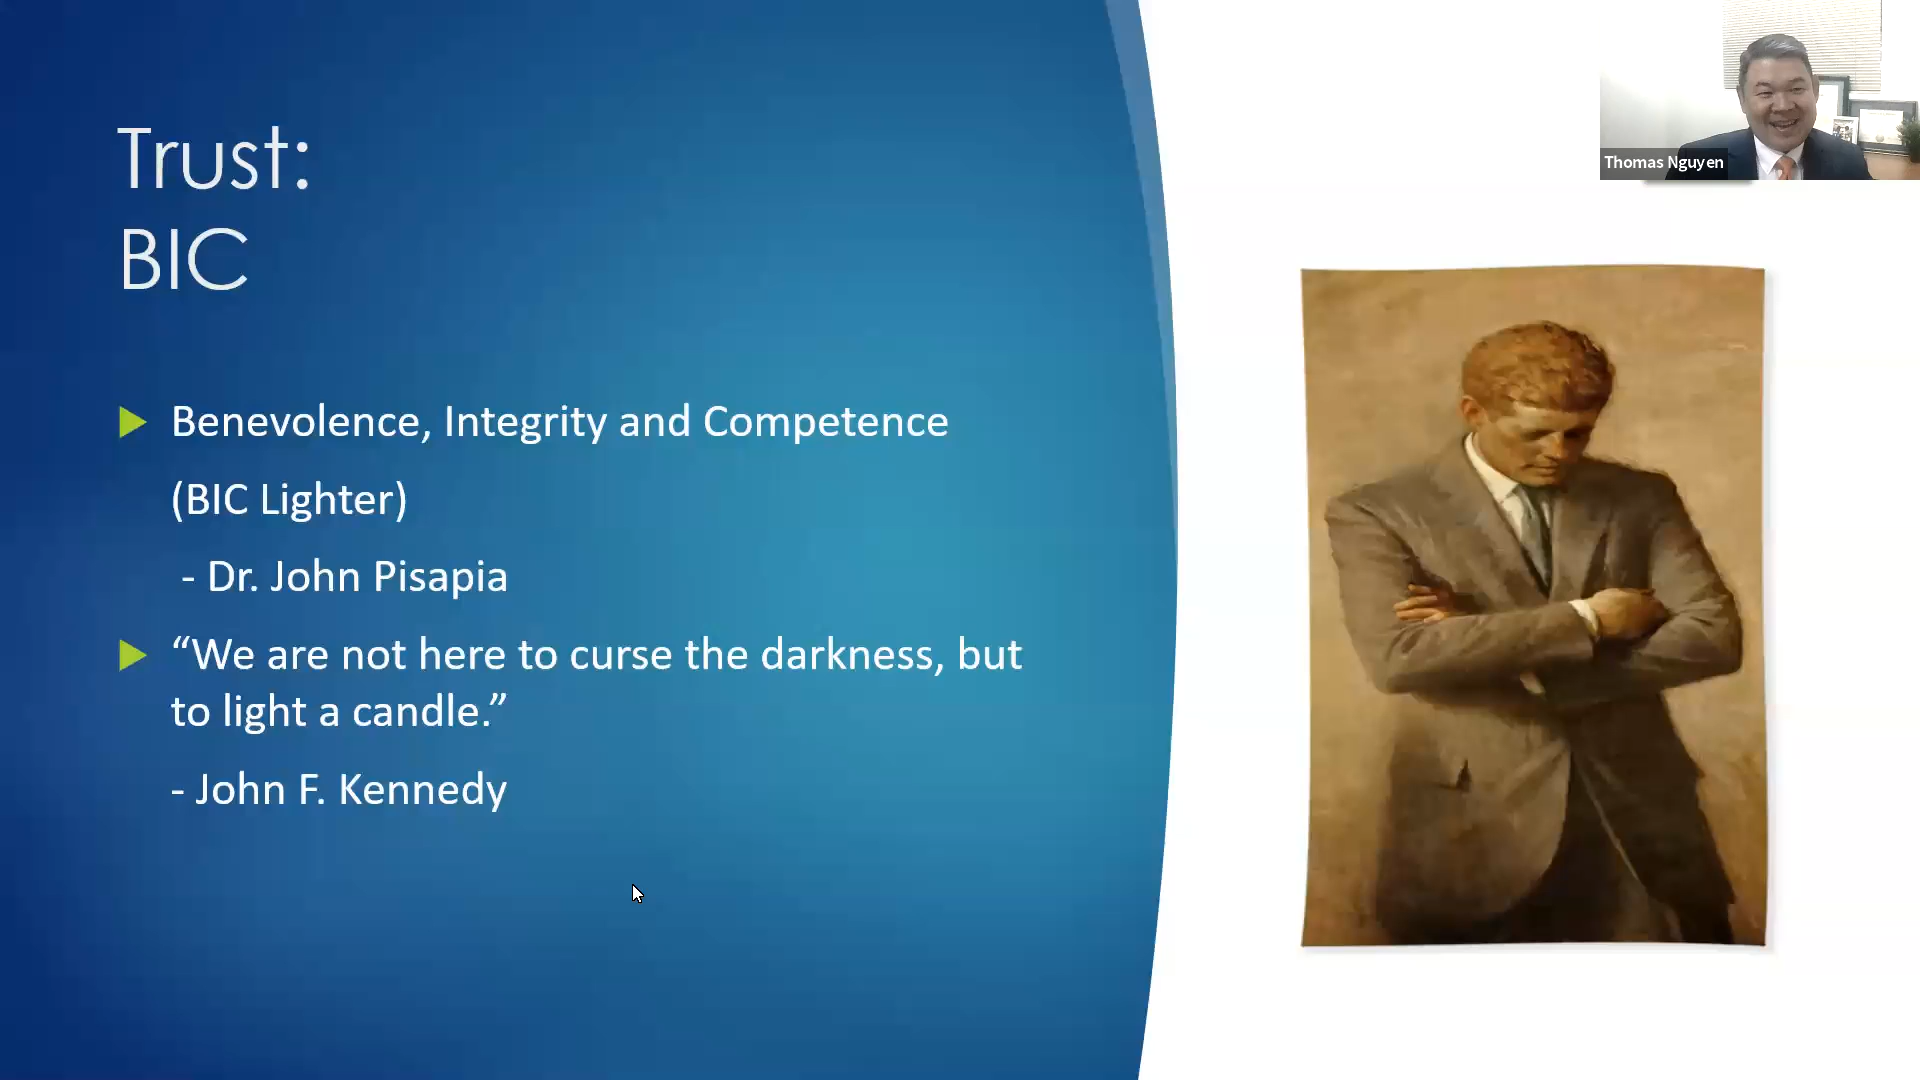 Trust:
BIC
Benevolence, Integrity and Competence
(BIC Lighter)
- Dr. John Pisapia
“We are not here to curse the darkness, but
to light a candle.”
- John F. Kennedy
Thomas Nguyen